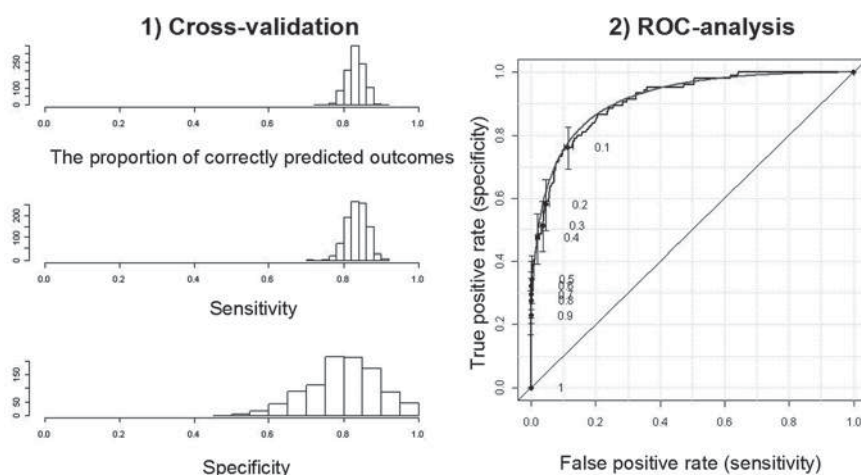 1) Cross-validation
0 100 250
0.0 0.2 0.4 0.6 0.8 1.0
The proportion of correctly predicted outcomes
0 100 200
0.0 0.2 0.4 0.6 0.8 1.0
Sensitivity
0 50 150
0.0 0.2 0.4 0.6 0.8 1.0
Specificity
2) ROC-analysis
True positive rate (specificity)
0.0 0.2 0.4 0.6 0.8 1.0
0.1
0.2
0.3
0.4
0.5
0.6
0.7
0.8
0.9
1
0.0 0.2 0.4 0.6 0.8 1.0
False positive rate (sensitivity)